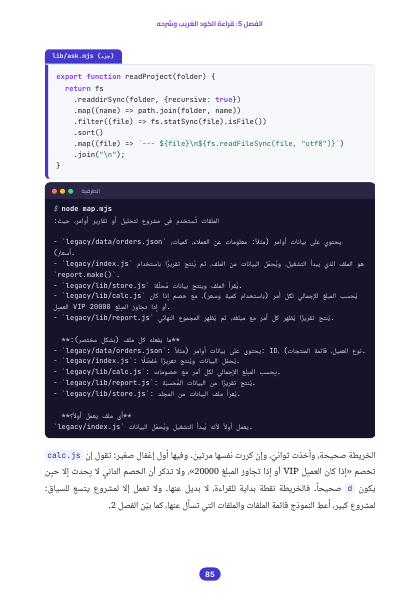 الفصل 5: قراءة الكود الغريب وشرحه
lib/ask.mjs (جزء)
export function readProject(folder) {
return fs
.readdirSync(folder, {recursive: true})
.map((name) => path.join(folder, name))
.filter((file) => fs.statSync(file).isFile())
.sort()
.map((file) => `--- ${file}\n${fs.readFileSync(file, "utf8")}`)
.join("\n");
}
الطرفية
$ node map.mjs
الملفات تُستخدم في مشروع لتحليل أو تقارير أوامر، حيث:
- `legacy/data/orders.json` يحتوي على بيانات أوامر (مثلاً: معلومات عن العملاء، كميات،
أسعار).
- `legacy/index.js` هو الملف الذي يبدأ التشغيل، ويُحمّل البيانات من الملف، ثم يُنتج تقريرًا باستخدام
`report.make()`.
- `legacy/lib/store.js` يُقرأ الملف وينتج بيانات مُحلّلة.
- `legacy/lib/calc.js` يُحسب المبلغ الإجمالي لكل أمر (باستخدام كمية وسعر)، مع خصم إذا كان
العميل VIP أو إذا تجاوز المبلغ 20000.
- `legacy/lib/report.js` يُنتج تقريرًا يُظهر كل أمر مع مبلغه، ثم يُظهر المجموع النهائي.
**ما يفعله كل ملف (بشكل مختصر):**
- `legacy/data/orders.json`: يحتوي على بيانات أوامر (مثلاً: ID، نوع العميل، قائمة المنتجات).
- `legacy/index.js`: يُحمّل البيانات ويُنتج تقريرًا مُفصّلًا.
- `legacy/lib/calc.js`: يحسب المبلغ الإجمالي لكل أمر مع خصومات.
- `legacy/lib/report.js`: يُنتج تقريرًا من البيانات المُحسبة.
- `legacy/lib/store.js`: يُقرأ ملف البيانات من المجلد.
**أي ملف يعمل أولاً؟**
`legacy/index.js` يعمل أولاً لأنه يُبدأ التشغيل ويُحمّل البيانات.
الخريطة صحيحة، وأخذت ثوانيَ، وإن كررت نفسها مرتين. وفيها أول إغفال صغير: تقول إن calc.js
تخصم «إذا كان العميل VIP أو إذا تجاوز المبلغ 20000»، ولا تذكر أن الخصم الثاني لا يحدث إلا حين
يكون d صحيحاً. فالخريطة نقطة بداية للقراءة، لا بديل عنها. ولا تعمل إلا لمشروع يتسع للسياق:
لمشروع كبير، أعطِ النموذج قائمة الملفات والملفات التي تسأل عنها، كما بيّن الفصل 2.
85